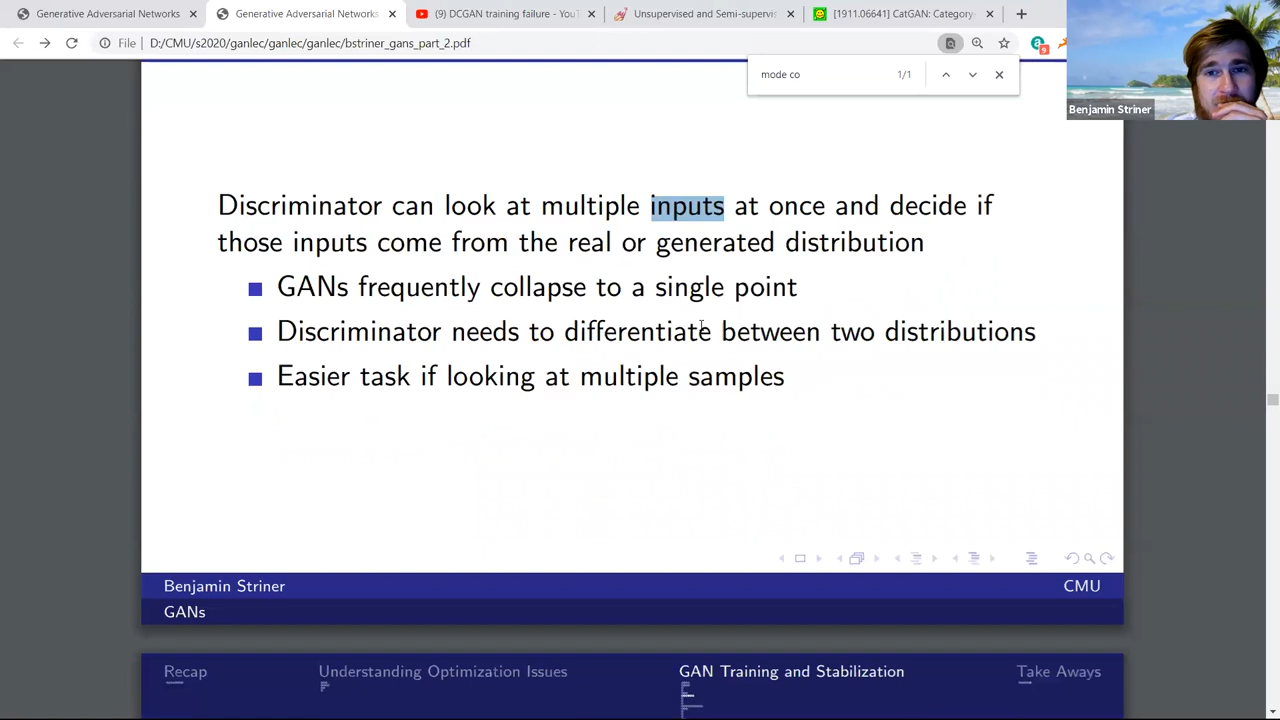 Generative Adversarial Networks
Generative Adversarial Networks
(9) DCGAN training failure - YouT
Unsupervised and Semi-supervis
[1911.06641] CatGAN: Category-
File
D:/CMU/s2020/ganlec/ganlec/ganlec/bstriner_gans_part_2.pdf
9
mode co
1/1
Benjamin Striner
Discriminator can look at multiple inputs at once and decide if
those inputs come from the real or generated distribution
GANs frequently collapse to a single point
Discriminator needs to differentiate between two distributions
Easier task if looking at multiple samples
Benjamin Striner
CMU
GANs
Recap
Understanding Optimization Issues
GAN Training and Stabilization
Take Aways